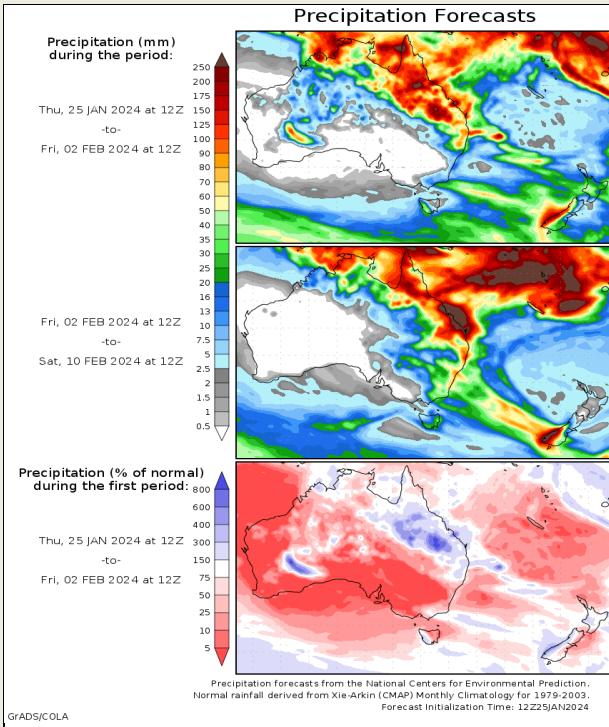 Precipitation Forecasts
Precipitation (mm)
during the period:
Thu, 25 JAN 2024 at 12Z
-to-
Fri, 02 FEB 2024 at 12Z
Fri, 02 FEB 2024 at 12Z
-to-
Sat, 10 FEB 2024 at 12Z
250
200
175
150
125
100
90
80
70
60
50
40
35
30
25
20
16
13
10
7.5
5
2.5
2
1.5
1
0.5
Precipitation (% of normal)
during the first period:
Thu, 25 JAN 2024 at 12Z
-to-
Fri, 02 FEB 2024 at 12Z
800
600
400
300
150
75
50
25
10
5
Precipitation forecasts from the National Centers for Environmental Prediction.
Normal rainfall derived from Xie-Arkin (CMAP) Monthly Climatology for 1979-2003.
Forecast Initialization Time: 12Z25JAN2024
GrADS/COLA